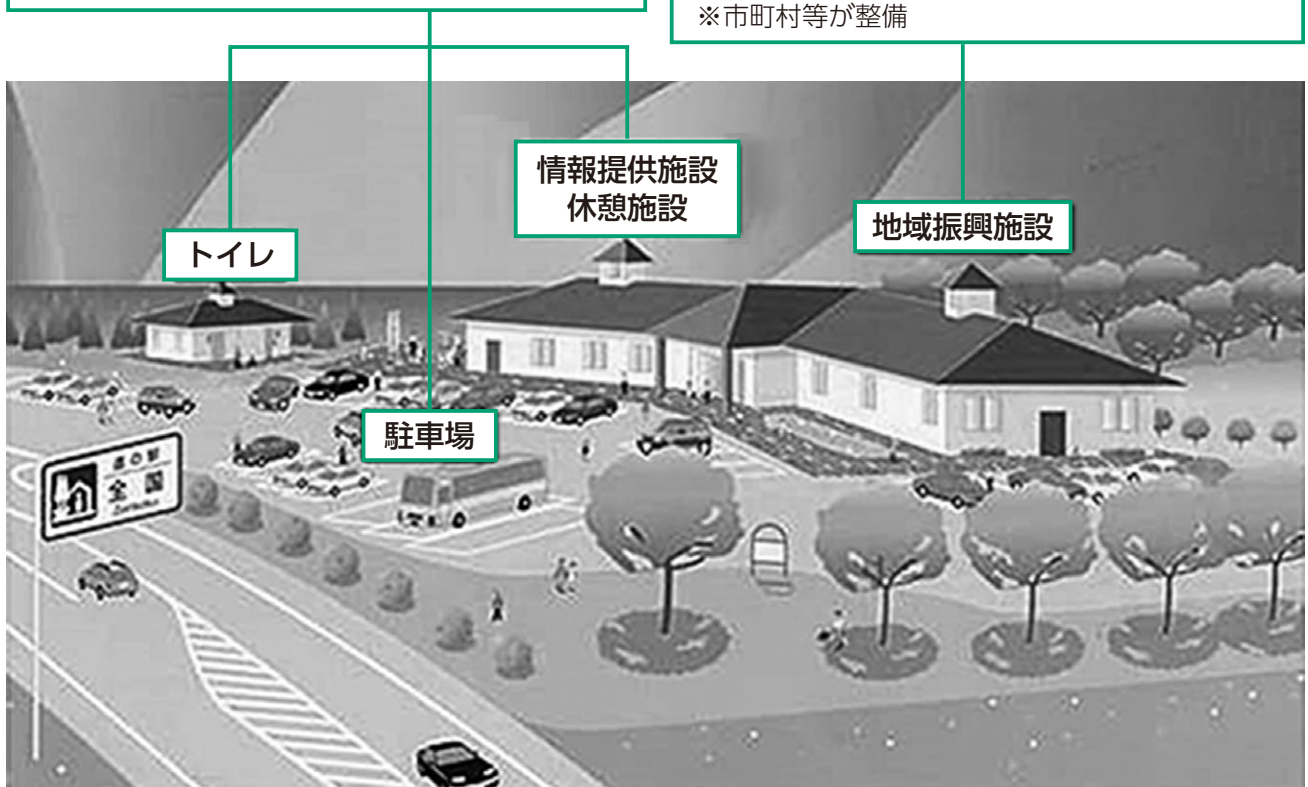 ※市町村等が整備
情報提供施設
休憩施設
地域振興施設
トイレ
駐車場
道の駅
全国